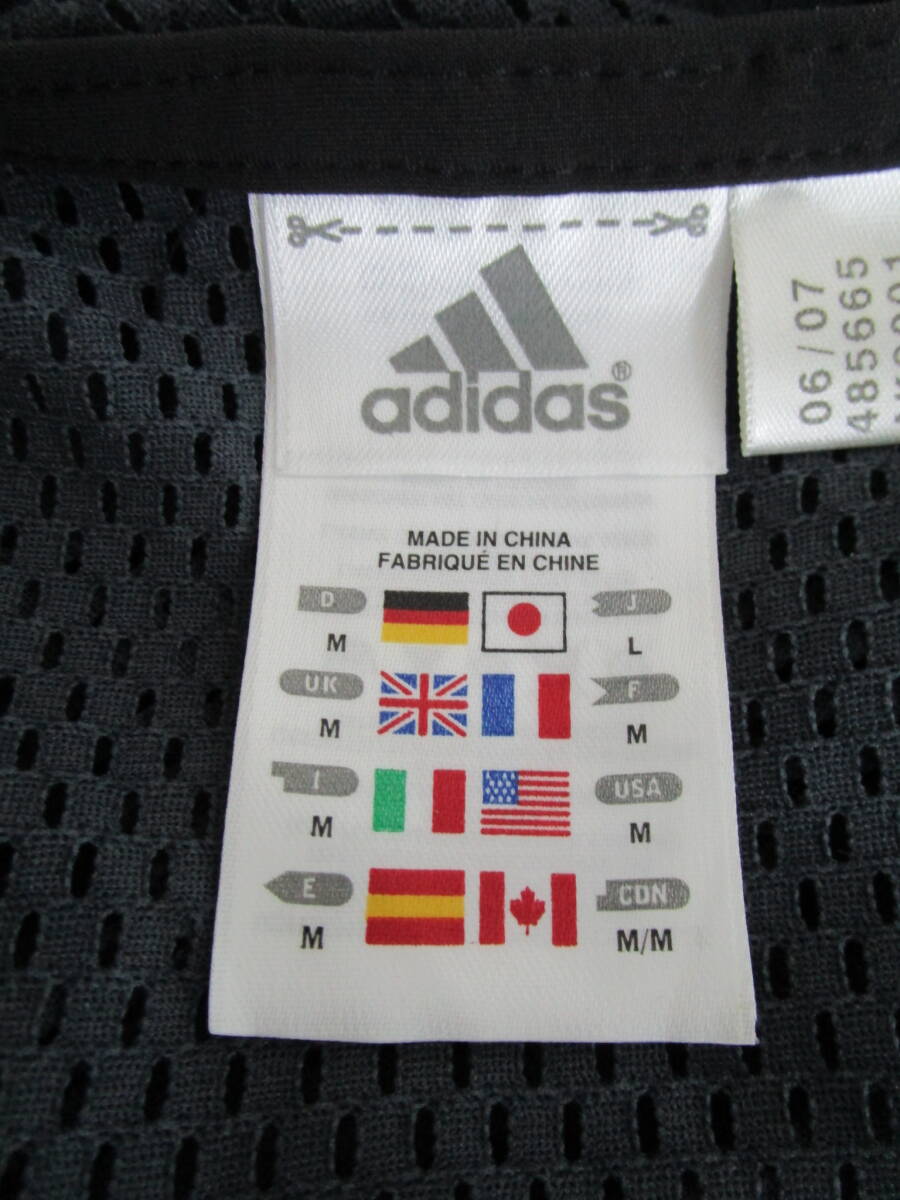 adidas®
MADE IN CHINA
FABRIQUÉ EN CHINE
D J
M L
UK F
M M
I USA
M M
E CDN
M M/M
06/07
485665